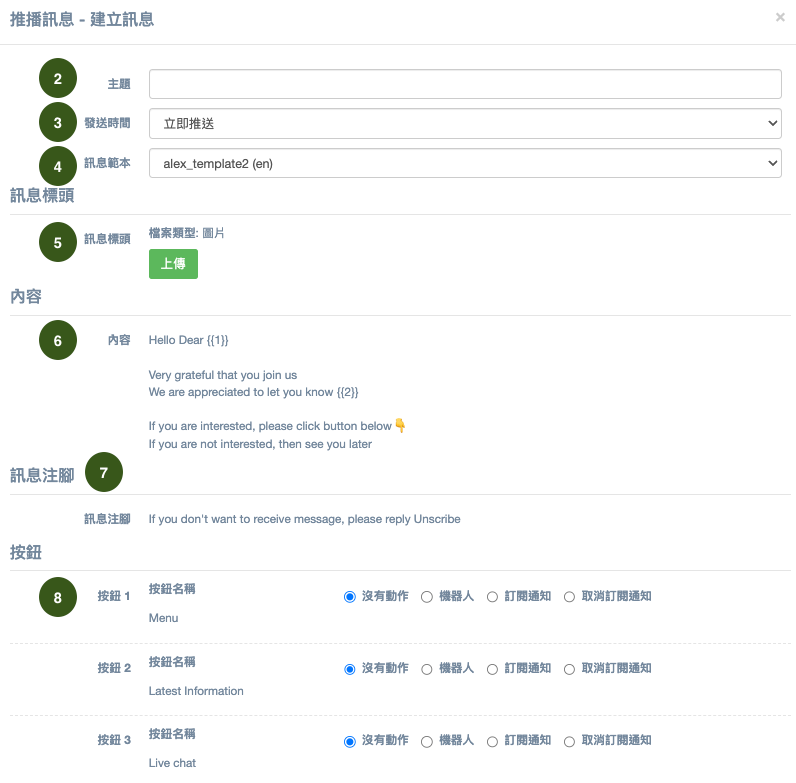 推播訊息 - 建立訊息
×
2 主題
3 發送時間 立即推送
4 訊息範本 alex_template2 (en)
訊息標頭
5 訊息標頭 檔案類型: 圖片
上傳
內容
6 內容 Hello Dear {{1}}
Very grateful that you join us
We are appreciated to let you know {{2}}
If you are interested, please click button below👇
If you are not interested, then see you later
訊息注腳 7
訊息注腳 If you don't want to receive message, please reply Unscribe
按鈕
8 按鈕 1 按鈕名稱 沒有動作 機器人 訂閱通知 取消訂閱通知
Menu
按鈕 2 按鈕名稱 沒有動作 機器人 訂閱通知 取消訂閱通知
Latest Information
按鈕 3 按鈕名稱 沒有動作 機器人 訂閱通知 取消訂閱通知
Live chat